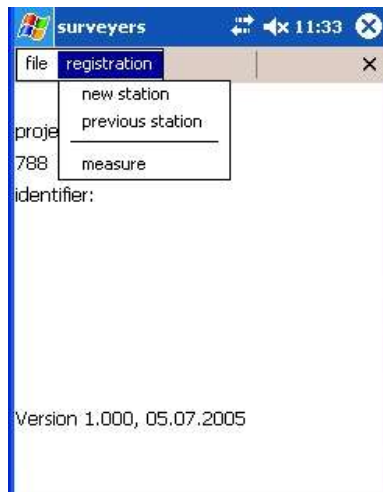 surveyers 11:33
file registration
new station
previous station
proje
788 measure
identifier:
Version 1.000, 05.07.2005